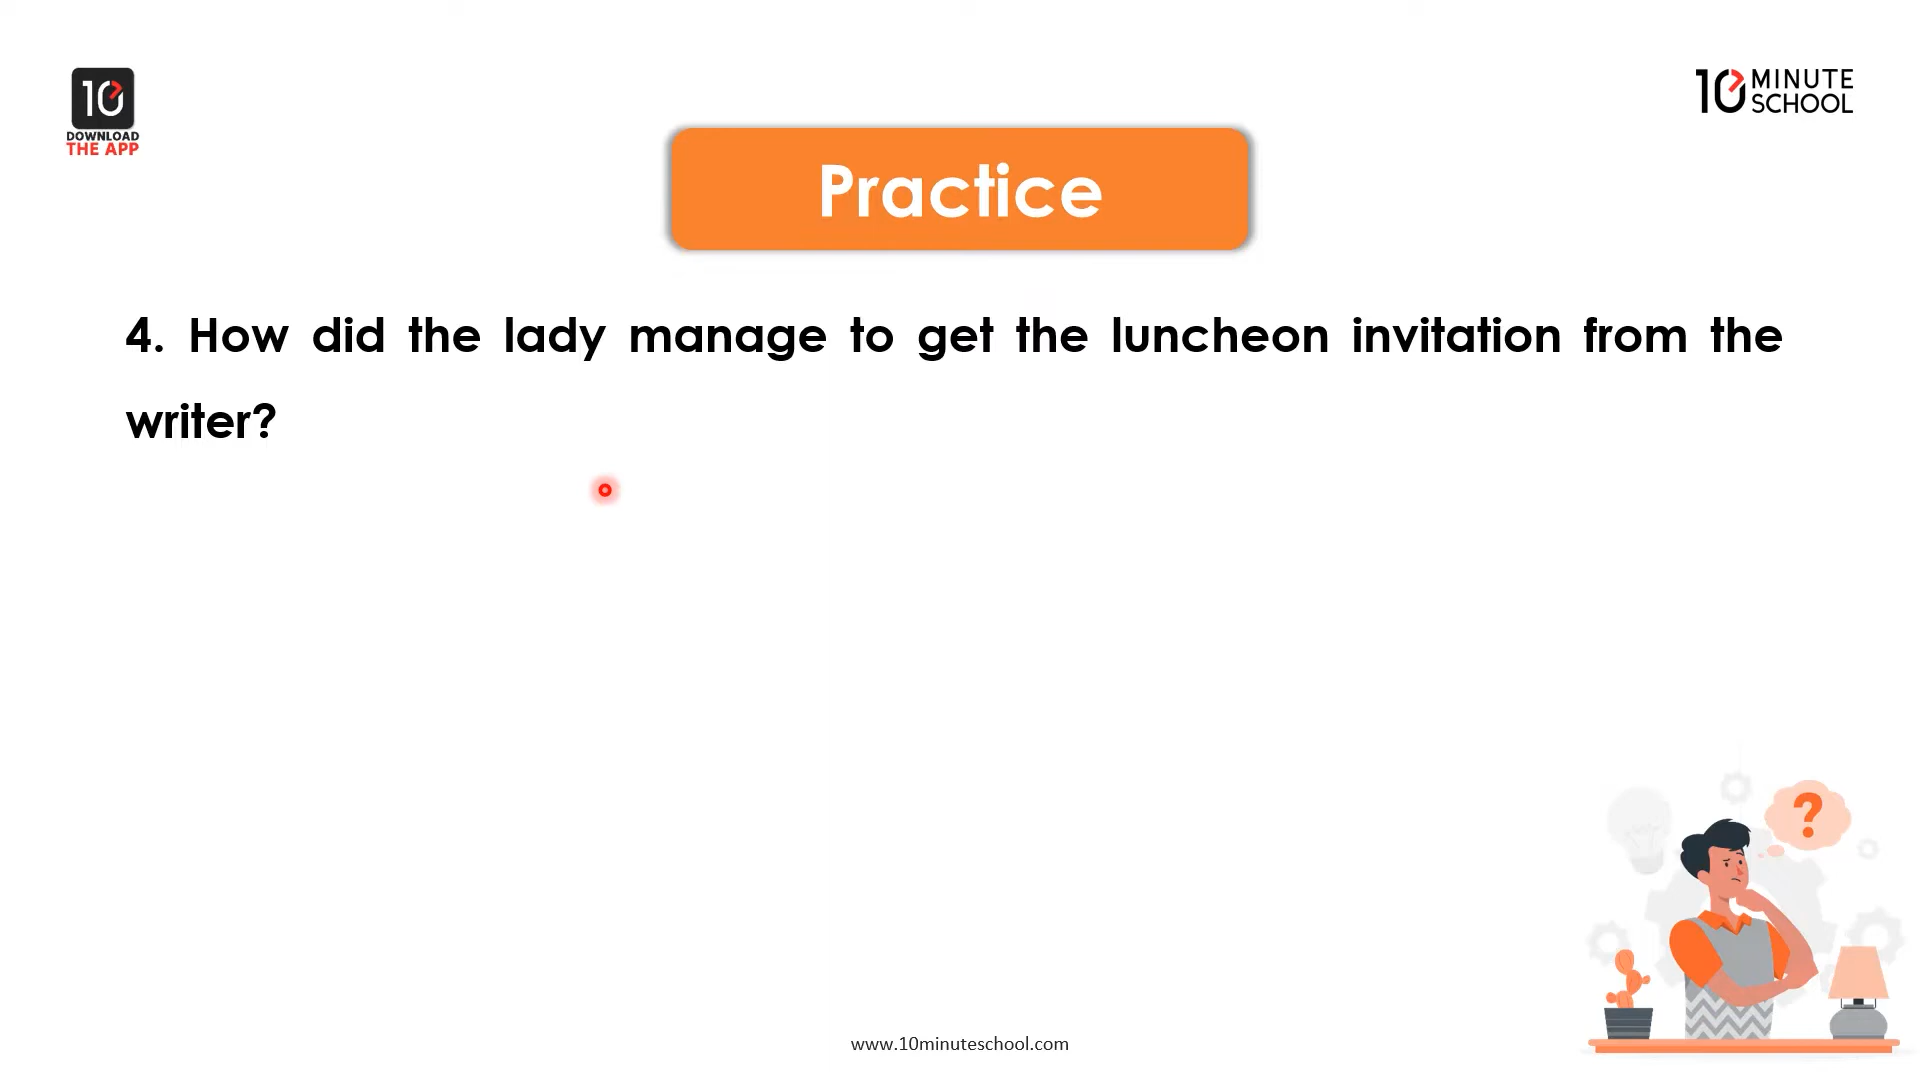 10
DOWNLOAD
THE APP
10 MINUTE
SCHOOL
Practice
4. How did the lady manage to get the luncheon invitation from the
writer?
?
www.10minuteschool.com